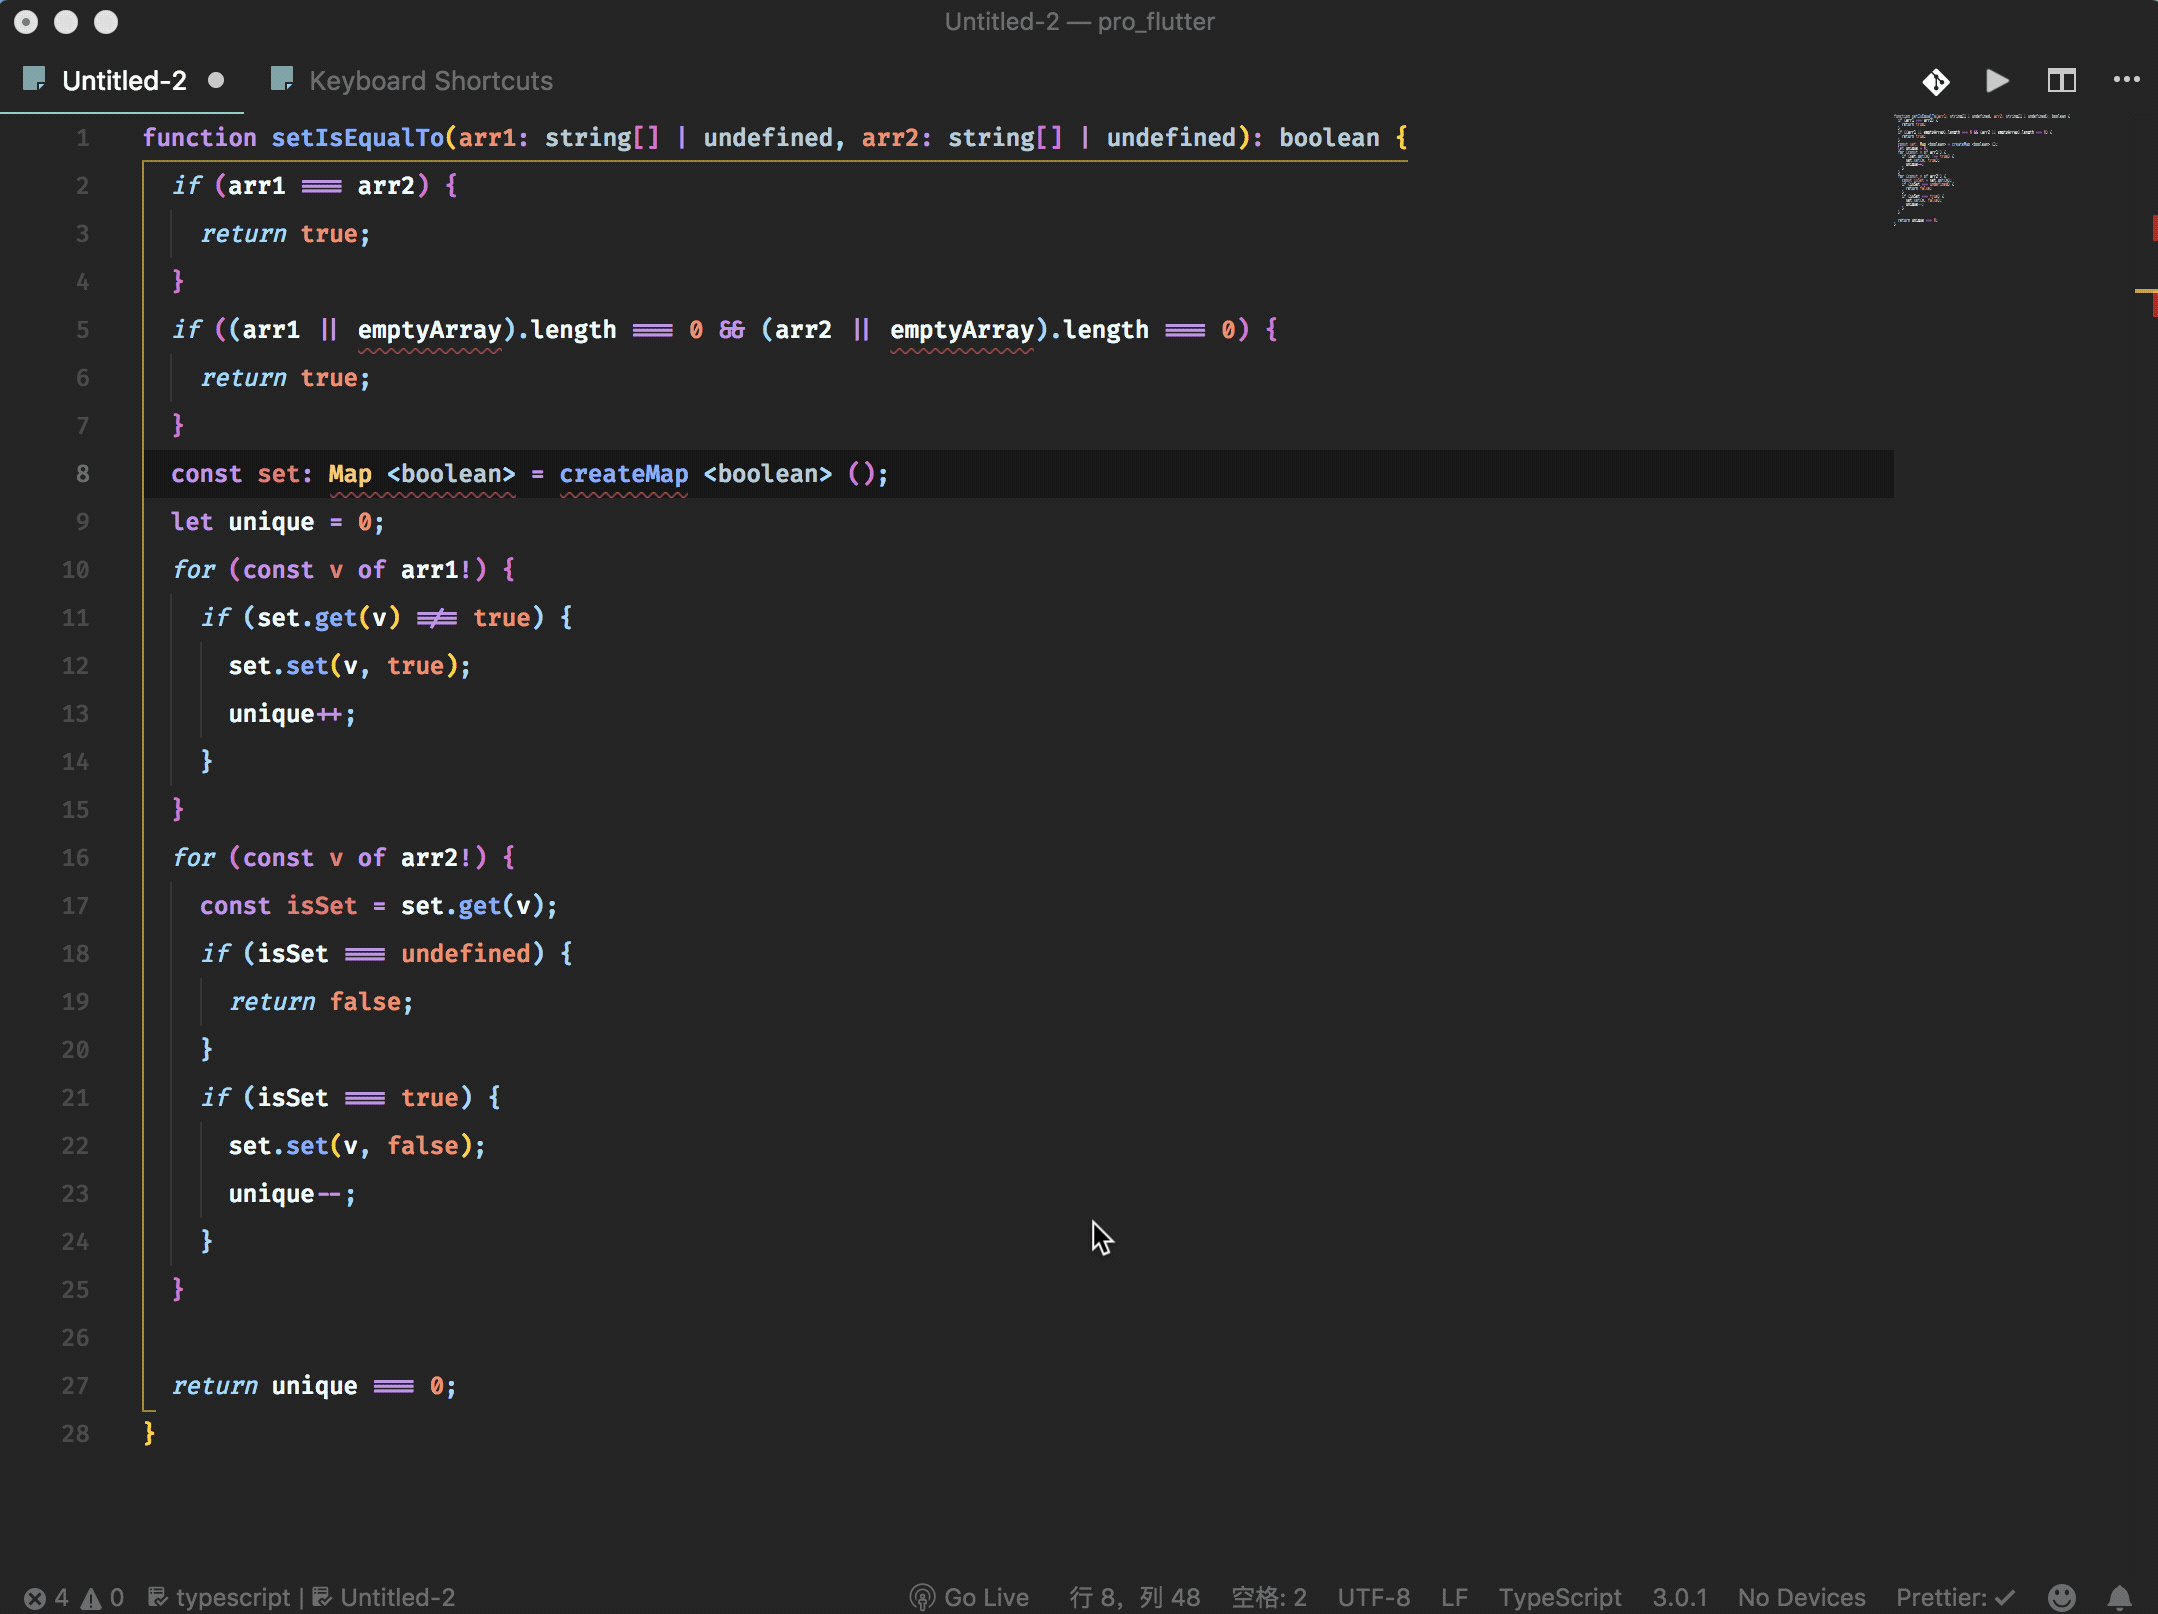 Untitled-2 — pro_flutter
Untitled-2 Keyboard Shortcuts
1 function setIsEqualTo(arr1: string[] | undefined, arr2: string[] | undefined): boolean {
2 if (arr1 === arr2) {
3 return true;
4 }
5 if ((arr1 || emptyArray).length === 0 && (arr2 || emptyArray).length === 0) {
6 return true;
7 }
8 const set: Map <boolean> = createMap <boolean> ();
9 let unique = 0;
10 for (const v of arr1!) {
11 if (set.get(v) !== true) {
12 set.set(v, true);
13 unique++;
14 }
15 }
16 for (const v of arr2!) {
17 const isSet = set.get(v);
18 if (isSet === undefined) {
19 return false;
20 }
21 if (isSet === true) {
22 set.set(v, false);
23 unique--;
24 }
25 }
26
27 return unique === 0;
28 }
4 0 typescript | Untitled-2 Go Live 行 8，列 48 空格: 2 UTF-8 LF TypeScript 3.0.1 No Devices Prettier: ✓